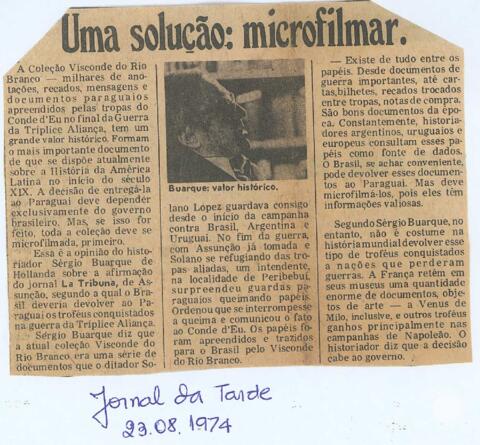 Uma solução: microfilmar.
A Coleção Visconde do Rio
Branco — milhares de ano-
tações, recados, mensagens e
documentos paraguaios
apreendidos pelas tropas do
Conde d'Eu no final da Guerra
da Tríplice Aliança, têm um
grande valor histórico. Formam
o mais importante documento
de que se dispõe atualmente
sobre a História da América
Latina no início do século
XIX. A decisão de entregá-la
ao Paraguai deve depender
exclusivamente do governo
brasileiro. Mas, se isso for
feito, toda a coleção deve ser
microfilmada, primeiro.
Essa é a opinião do his-
toriador Sérgio Buarque de
Hollanda sobre a afirmação
do jornal La Tribuna, de As-
sunção, segundo a qual o Bra-
sil deveria devolver ao Paragua-
ai os troféus conquistados
na guerra da Tríplice Aliança.
Sérgio Buarque diz que
a atual coleção Visconde do
Rio Branco era uma série de
documentos que o ditador So-
Buarque: valor histórico.
lano Lopez guardava consigo
desde o início da campanha
contra Brasil, Argentina e
Uruguai. No fim da guerra,
com Assunção já tomada e
Solano se refugiando das
tropas aliadas, um intendente,
na localidade de Peribebuí,
surpreendeu guardas pa-
raguaios queimando papéis.
Ordenou que se interrompesse
a queima e comunicou o fato
ao Conde d'Eu. Os papéis fo-
ram apreendidos e trazidos
para o Brasil pelo Visconde
do Rio Branco.
— Existe de tudo entre os
papéis. Desde documentos de
guerra importantes, até car-
tas, bilhetes, recados trocados
entre tropas, notas de compra.
São bons documentos da épo-
ca. Constantemente, historia-
dores argentinos, uruguaios e
europeus consultam esses pa-
péis como fonte de dados.
O Brasil, se achar conveniente,
pode devolver esses documen-
tos ao Paraguai. Mas deve
microfilmá-los, pois eles têm
informações valiosas.
Segundo Sérgio Buarque, no
entanto, não é costume na
história mundial devolver esse
tipo de troféus conquistados
a nações que perderam
guerras. A França retém em
seus museus uma quantidade
enorme de documentos, obje-
tos de arte — a Venus de
Milo, inclusive, e outros troféus
ganhos principalmente nas
campanhas de Napoleão. O
historiador diz que a decisão
cabe ao governo.
Jornal da Tarde
23.08.1974